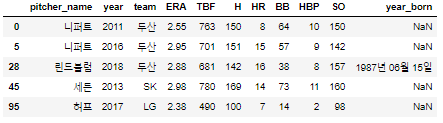 pitcher_name year team ERA TBF H HR BB HBP SO year_born
0 니퍼트 2011 두산 2.55 763 150 8 64 10 150 NaN
5 니퍼트 2016 두산 2.95 701 151 15 57 9 142 NaN
28 린드블럼 2018 두산 2.88 681 142 16 38 8 157 1987년 06월 15일
45 세든 2013 SK 2.98 780 169 14 73 11 160 NaN
95 허프 2017 LG 2.38 490 100 7 14 2 98 NaN